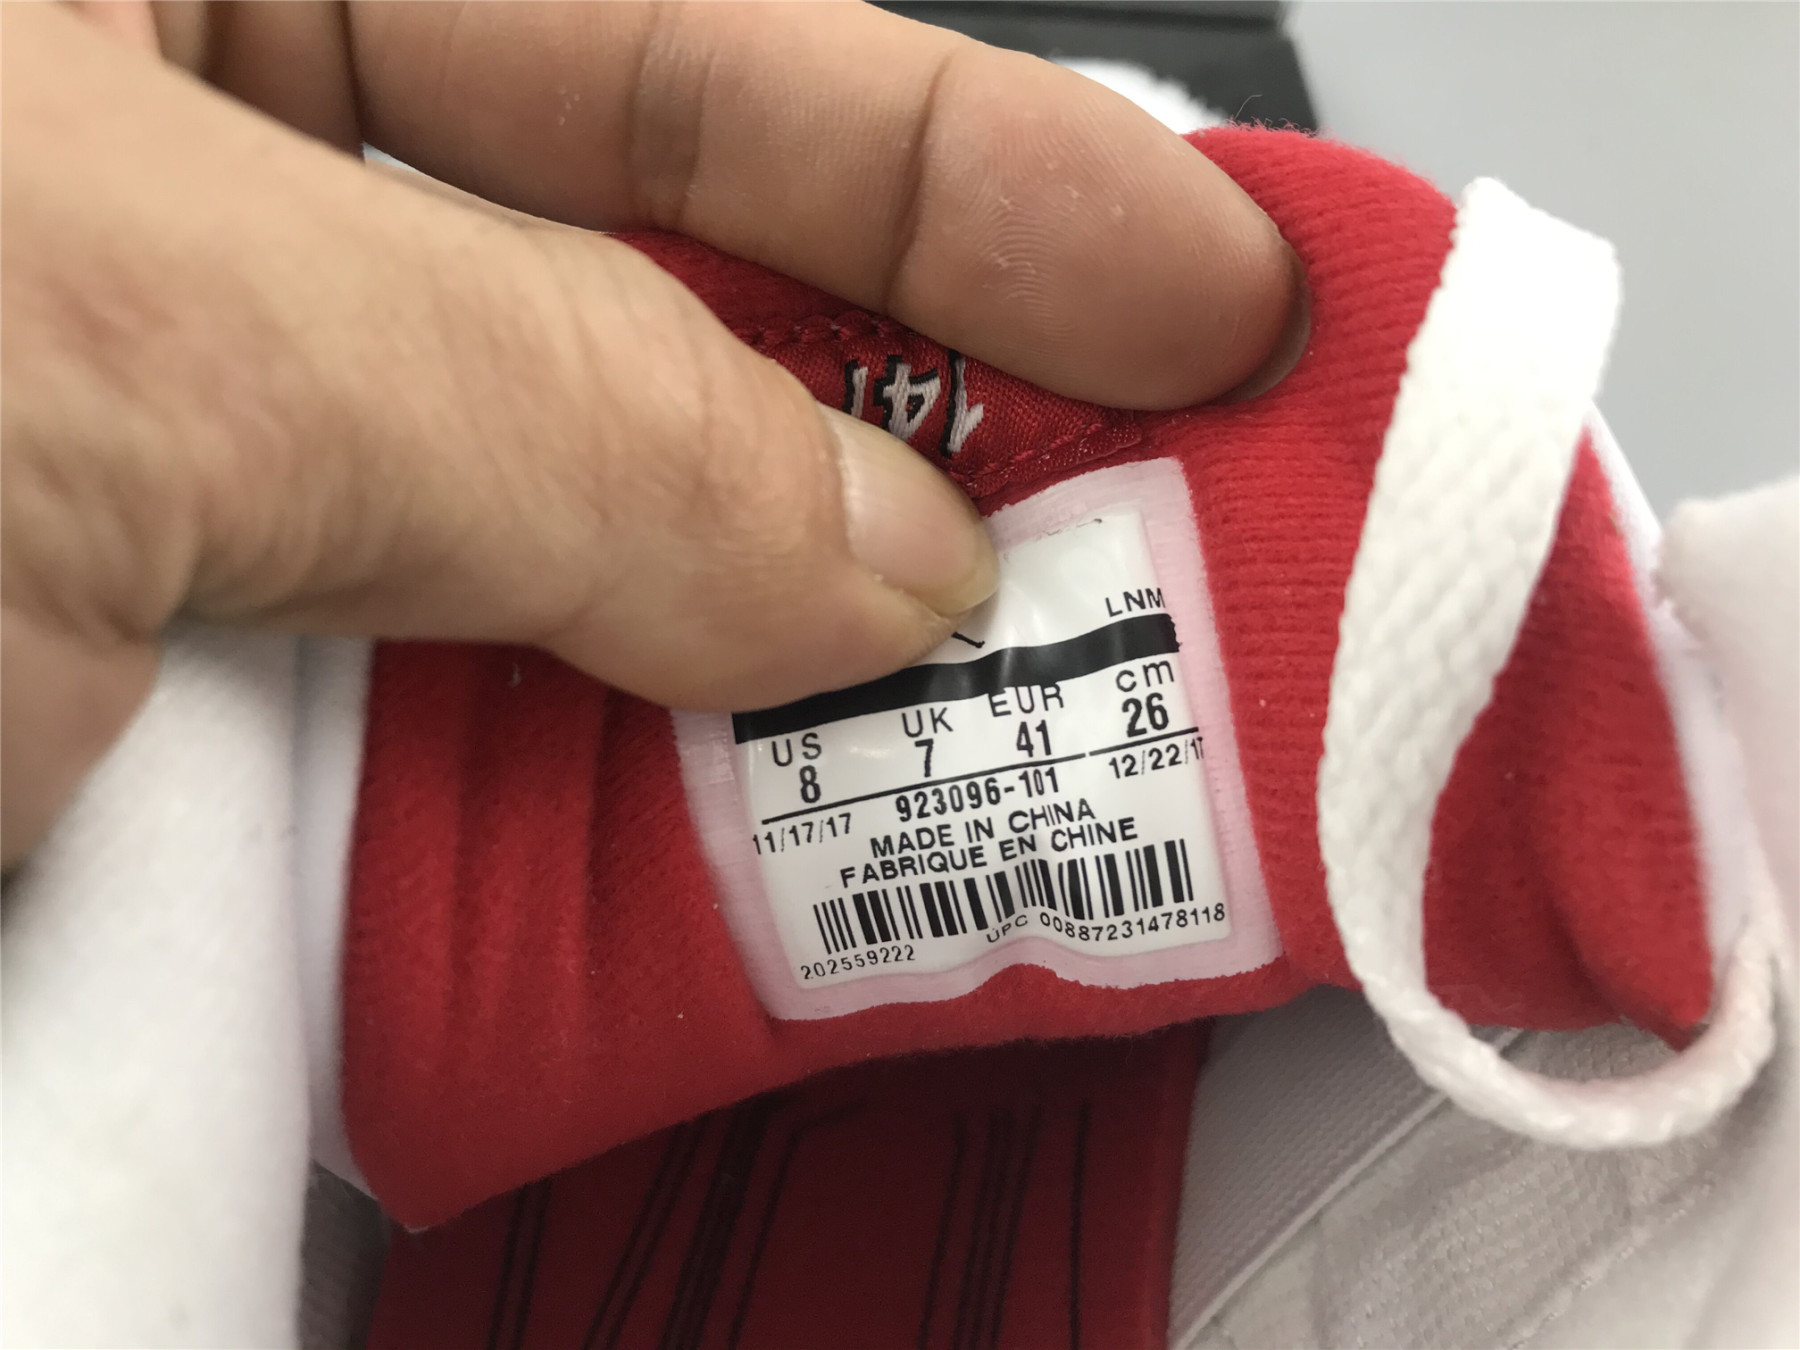 14
LNM
US UK EUR cm
8 7 41 26
11/17/17 923096-101 12/22/17
MADE IN CHINA
FABRIQUE EN CHINE
202559222 UPC 00887231478118